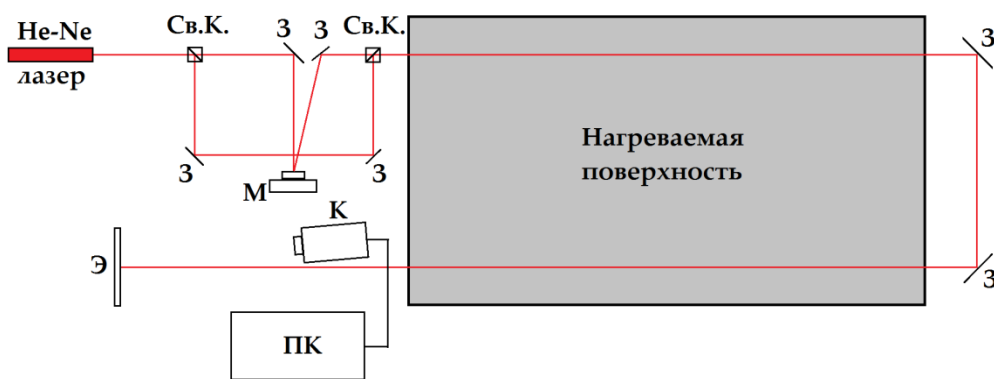 He-Ne
лазер
Св.К.
З
З
Св.К.
З
Нагреваемая
поверхность
З
З
М
К
Э
З
ПК